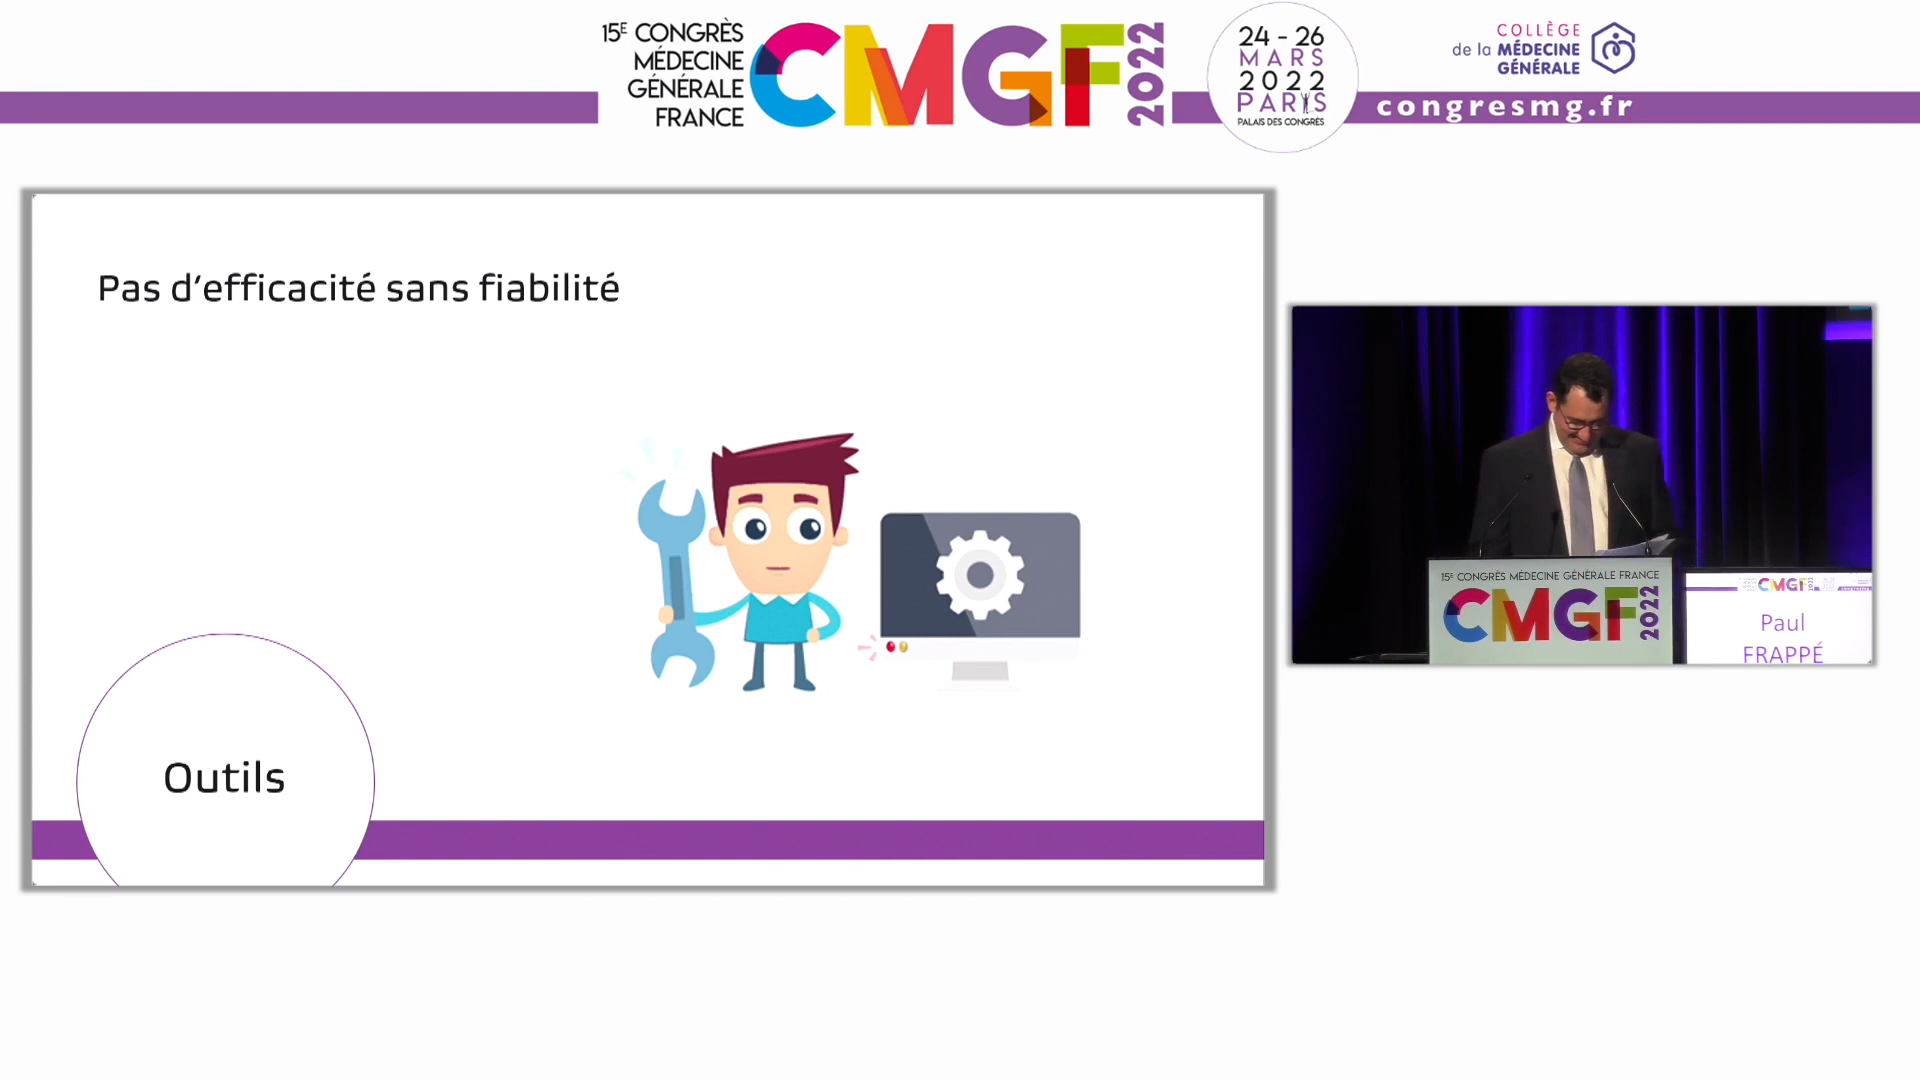 15E CONGRÈS
MÉDECINE
GÉNÉRALE
FRANCE
CMGF
2022
24 - 26
MARS
2022
PARIS
PALAIS DES CONGRÈS
COLLÈGE
de la MÉDECINE
GÉNÉRALE
congresmg.fr
Pas d'efficacité sans fiabilité
Outils
15E CONGRÈS MÉDECINE GÉNÉRALE FRANCE
CMGF
2022
CMGF
Paul
FRAPPÉ